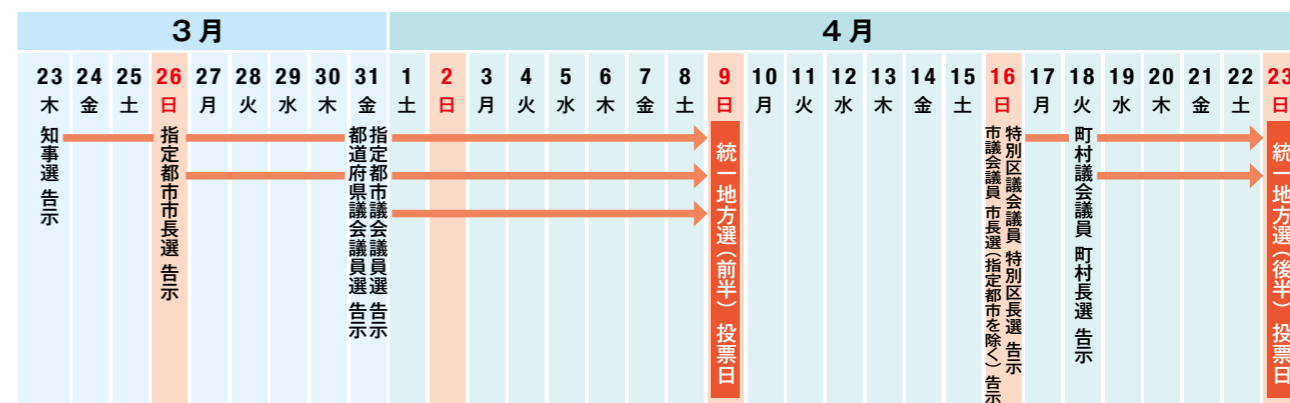 3月 4月
23 24 25 26 27 28 29 30 31 1 2 3 4 5 6 7 8 9 10 11 12 13 14 15 16 17 18 19 20 21 22 23
木 金 土 日 月 火 水 木 金 土 日 月 火 水 木 金 土 日 月 火 水 木 金 土 日 月 火 水 木 金 土 日
知事選 告示
指定都市市長選 告示
指定都市議会議員選 告示
都道府県議会議員選 告示
統一地方選(前半) 投票日
特別区議会議員 特別区長選 告示
市議会議員 市長選(指定都市を除く) 告示
町村議会議員 町村長選 告示
統一地方選(後半) 投票日